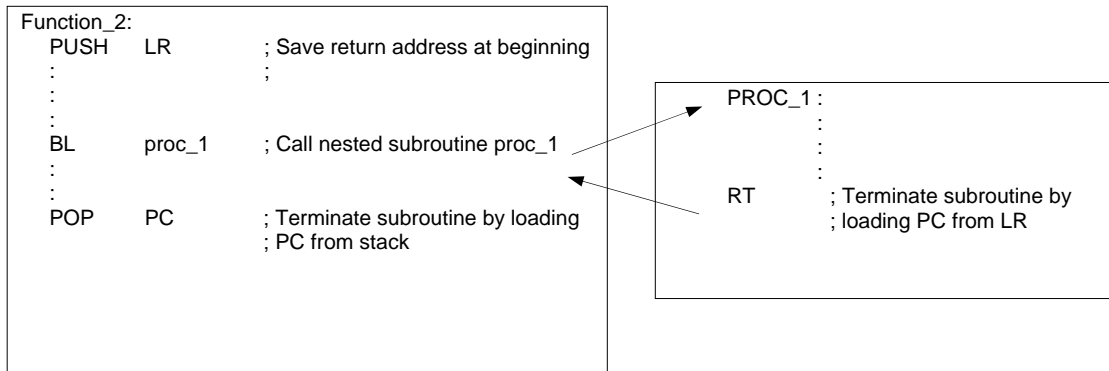 Function_2:
PUSH LR ; Save return address at beginning
: ;
:
:
BL proc_1 ; Call nested subroutine proc_1
:
:
POP PC ; Terminate subroutine by loading
; PC from stack
PROC_1 :
:
:
:
RT ; Terminate subroutine by
; loading PC from LR